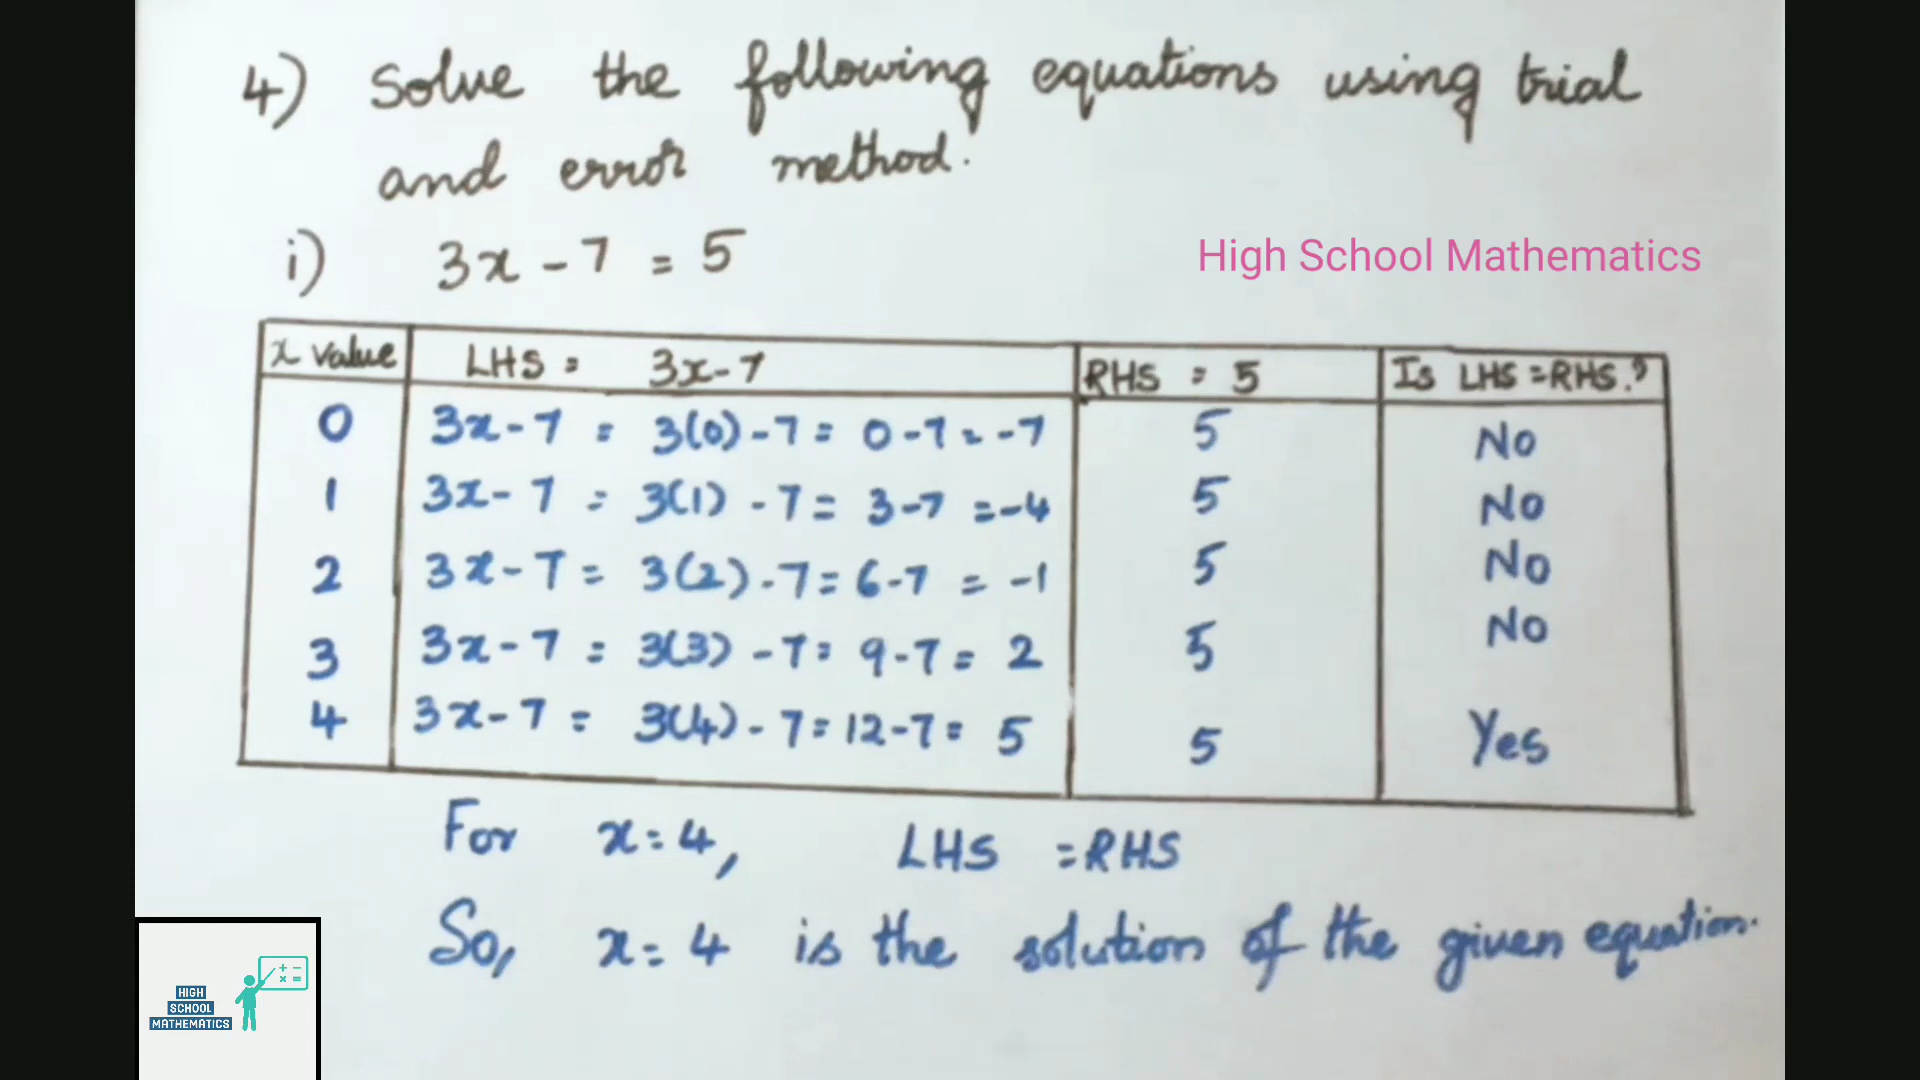 4) Solve the following equations using trial
and error method.
i) 3x - 7 = 5
High School Mathematics
x value LHS = 3x - 7 RHS = 5 Is LHS = RHS?
0 3x - 7 = 3(0) - 7 = 0 - 7 = -7 5 No
1 3x - 7 = 3(1) - 7 = 3 - 7 = -4 5 No
2 3x - 7 = 3(2) - 7 = 6 - 7 = -1 5 No
3 3x - 7 = 3(3) - 7 = 9 - 7 = 2 5 No
4 3x - 7 = 3(4) - 7 = 12 - 7 = 5 5 Yes
For x = 4, LHS = RHS
So, x = 4 is the solution of the given equation.
HIGH
SCHOOL
MATHEMATICS